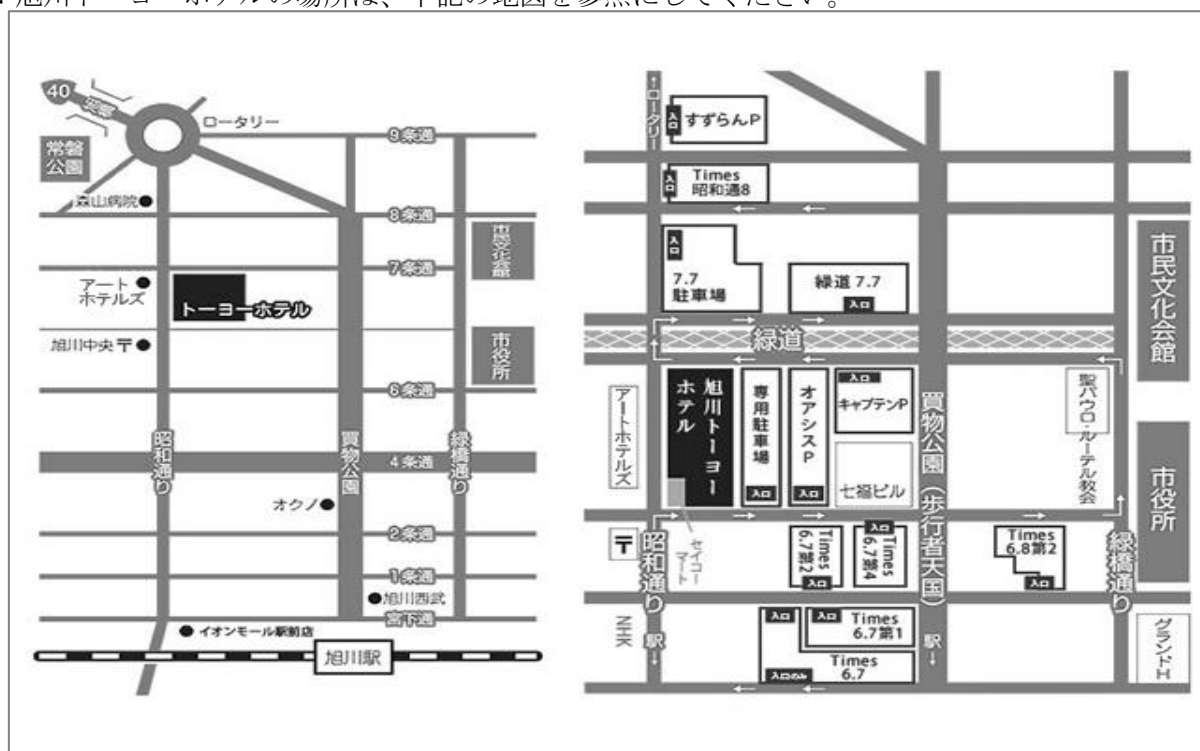 旭川トーヨーホテルの場所は、下記の地図を参照にしてください。
40
旭橋
ロータリー
常磐
公園
9条通
森山病院
8条通
市民文化会館
7条通
アート
ホテルズ
トーヨーホテル
旭川中央〒
市役所
6条通
昭和通り
買物公園
緑橋通り
4条通
オクノ
2条通
1条通
旭川西武
宮下通
イオンモール駅前店
旭川駅
↑ロータリー
入口
すずらんP
入口
Times
昭和通8
← ←
入口
7.7
駐車場
緑道 7.7
入口
市民文化会館
→ → →
緑道
← ← ←
アートホテルズ
旭川トーヨー
ホテル
専用駐車場
入口
オアシスP
入口
入口
キャプテンP
七福ビル
買物公園(歩行者天国)
聖パウロ・ルーテル教会
市役所
→ → → →
〒
昭和通り
セイコー
マート
Times
6.7第2
入口
入口
Times
6.7第4
Times
6.8第2
入口
緑橋通り
NHK
駅→
入口
入口
Times
6.7第1
Times
6.7
入口のみ
駅→
グランドH
← ←
← ←